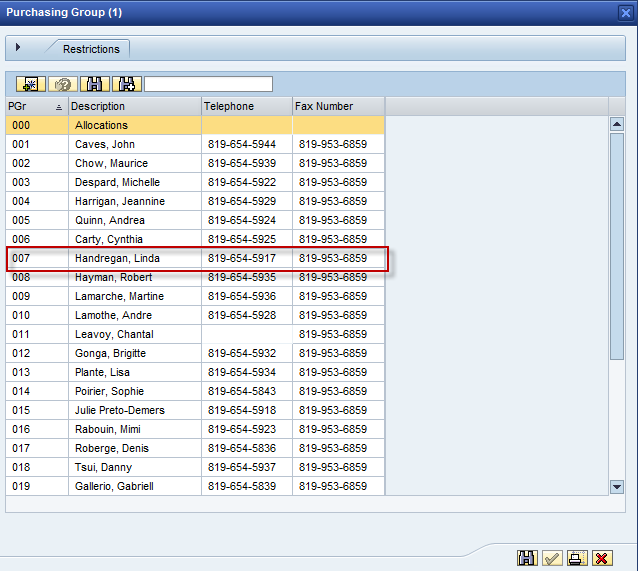 Purchasing Group (1)
Restrictions
PGr Description Telephone Fax Number
000 Allocations
001 Caves, John 819-654-5944 819-953-6859
002 Chow, Maurice 819-654-5939 819-953-6859
003 Despard, Michelle 819-654-5922 819-953-6859
004 Harrigan, Jeannine 819-654-5929 819-953-6859
005 Quinn, Andrea 819-654-5924 819-953-6859
006 Carty, Cynthia 819-654-5925 819-953-6859
007 Handregan, Linda 819-654-5917 819-953-6859
008 Hayman, Robert 819-654-5935 819-953-6859
009 Lamarche, Martine 819-654-5936 819-953-6859
010 Lamothe, Andre 819-654-5928 819-953-6859
011 Leavoy, Chantal 819-953-6859
012 Gonga, Brigitte 819-654-5932 819-953-6859
013 Plante, Lisa 819-654-5934 819-953-6859
014 Poirier, Sophie 819-654-5843 819-953-6859
015 Julie Preto-Demers 819-654-5918 819-953-6859
016 Rabouin, Mimi 819-654-5923 819-953-6859
017 Roberge, Denis 819-654-5836 819-953-6859
018 Tsui, Danny 819-654-5937 819-953-6859
019 Gallerio, Gabriell 819-654-5839 819-953-6859